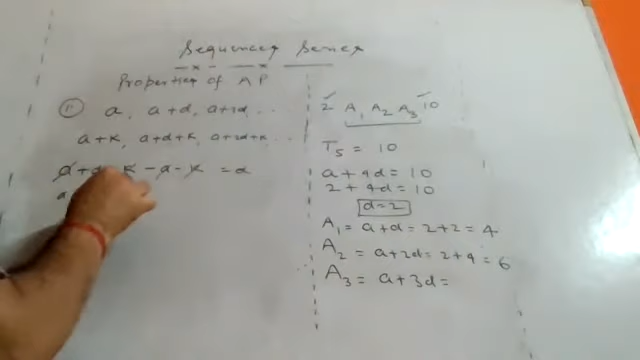 Sequences Series
Properties of AP
(ii) a, a+d, a+2d, ..
a+k, a+d+k, a+2d+k...
a+d+k-a-k = d
a
2 A₁ A₂ A₃ 10
T₅ = 10
a+4d = 10
2+4d = 10
d=2
A₁ = a+d = 2+2 = 4
A₂ = a+2d = 2+4 = 6
A₃ = a+3d =